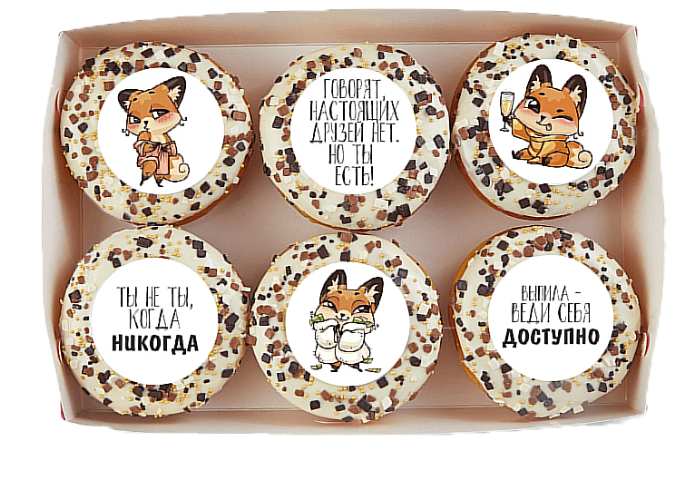 ГОВОРЯТ,
НАСТОЯЩИХ
ДРУЗЕЙ НЕТ.
НО ТЫ
ЕСТЬ!
ТЫ НЕ ТЫ,
КОГДА
НИКОГДА
ВЫПИЛА -
ВЕДИ СЕБЯ
ДОСТУПНО